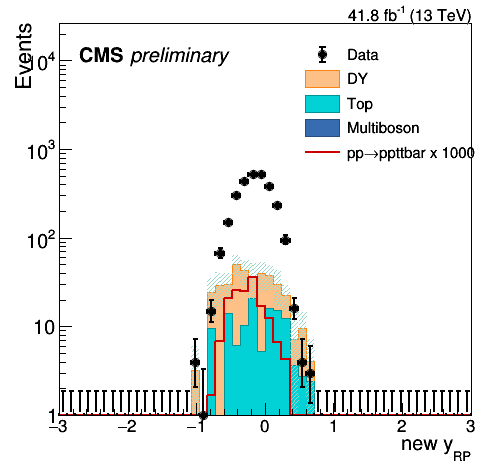 41.8 fb⁻¹ (13 TeV)
Events
CMS preliminary
Data
DY
Top
Multiboson
pp→ppttbar x 1000
10⁴
10³
10²
10
1
−3 −2 −1 0 1 2 3
new y_RP